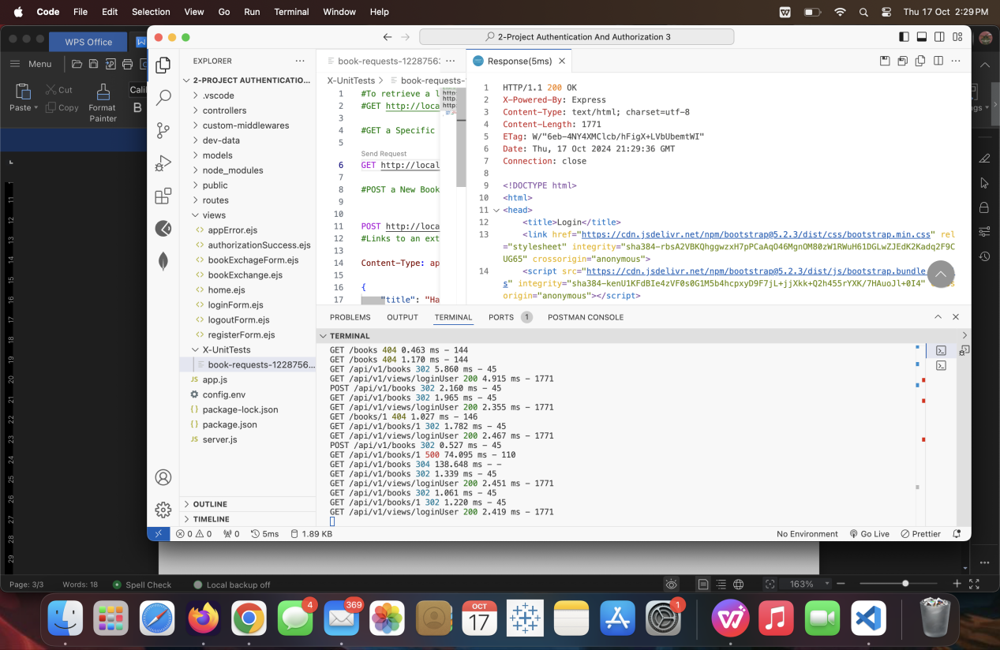 Code File Edit Selection View Go Run Terminal Window Help Thu 17 Oct 2:29 PM
WPS Office
Menu
Paste Cut Copy Format Painter Cali B
2-Project Authentication And Authorization 3
EXPLORER
2-PROJECT AUTHENTICATIO...
.vscode
controllers
custom-middlewares
dev-data
models
node_modules
public
routes
views
appError.ejs
authorizationSuccess.ejs
bookExchageForm.ejs
bookExchange.ejs
home.ejs
loginForm.ejs
logoutForm.ejs
registerForm.ejs
X-UnitTests
book-requests-1228756...
JS app.js
config.env
{} package-lock.json
{} package.json
JS server.js
OUTLINE
TIMELINE
book-requests-1228756: ...
X-UnitTests > book-requests-
1 #To retrieve a l
2 #GET http://loca
3
4 #GET a Specific
5
Send Request
6 GET http://local
7
8 #POST a New Book
9
10
11 POST http://loca
12 #Links to an ext
13
14 Content-Type: ap
15
16 {
17 "title": "Ha
Response(5ms)
1 HTTP/1.1 200 OK
2 X-Powered-By: Express
3 Content-Type: text/html; charset=utf-8
4 Content-Length: 1771
5 ETag: W/"6eb-4NY4XMClcb/hFigX+LVbUbemtWI"
6 Date: Thu, 17 Oct 2024 21:29:36 GMT
7 Connection: close
8
9 <!DOCTYPE html>
10 <html>
11 <head>
12 <title>Login</title>
13 <link href="https://cdn.jsdelivr.net/npm/bootstrap@5.2.3/dist/css/bootstrap.min.css" rel
="stylesheet" integrity="sha384-rbsA2VBKQhggwzxH7pPCaAqO46MgnOM80zW1RWuH61DGLwZJEdK2Kadq2F9C
UG65" crossorigin="anonymous">
14 <script src="https://cdn.jsdelivr.net/npm/bootstrap@5.2.3/dist/js/bootstrap.bundle.
s" integrity="sha384-kenU1KFdBIe4zVF0s0G1M5b4hcpxyD9F7jL+jjXkk+Q2h455rYXK/7HAuoJl+0I4"
origin="anonymous"></script>
PROBLEMS OUTPUT TERMINAL PORTS 1 POSTMAN CONSOLE
TERMINAL
GET /books 404 0.463 ms - 144
GET /books 404 1.170 ms - 144
GET /api/v1/books 302 5.860 ms - 45
GET /api/v1/views/loginUser 200 4.915 ms - 1771
POST /api/v1/books 302 2.160 ms - 45
GET /api/v1/books 302 1.965 ms - 45
GET /api/v1/views/loginUser 200 2.355 ms - 1771
GET /books/1 404 1.027 ms - 146
GET /api/v1/books/1 302 1.782 ms - 45
GET /api/v1/views/loginUser 200 2.467 ms - 1771
POST /api/v1/books 302 0.527 ms - 45
GET /api/v1/books/1 500 74.095 ms - 110
GET /api/v1/books 304 138.648 ms - -
GET /api/v1/books 302 1.339 ms - 45
GET /api/v1/views/loginUser 200 2.451 ms - 1771
GET /api/v1/books 302 1.061 ms - 45
GET /api/v1/books/1 302 1.220 ms - 45
GET /api/v1/views/loginUser 200 2.419 ms - 1771
0 0 0 5ms 1.89 KB No Environment Go Live Prettier
Page: 3/3 Words: 18 Spell Check Local backup off 163%
4 369 OCT 17 1